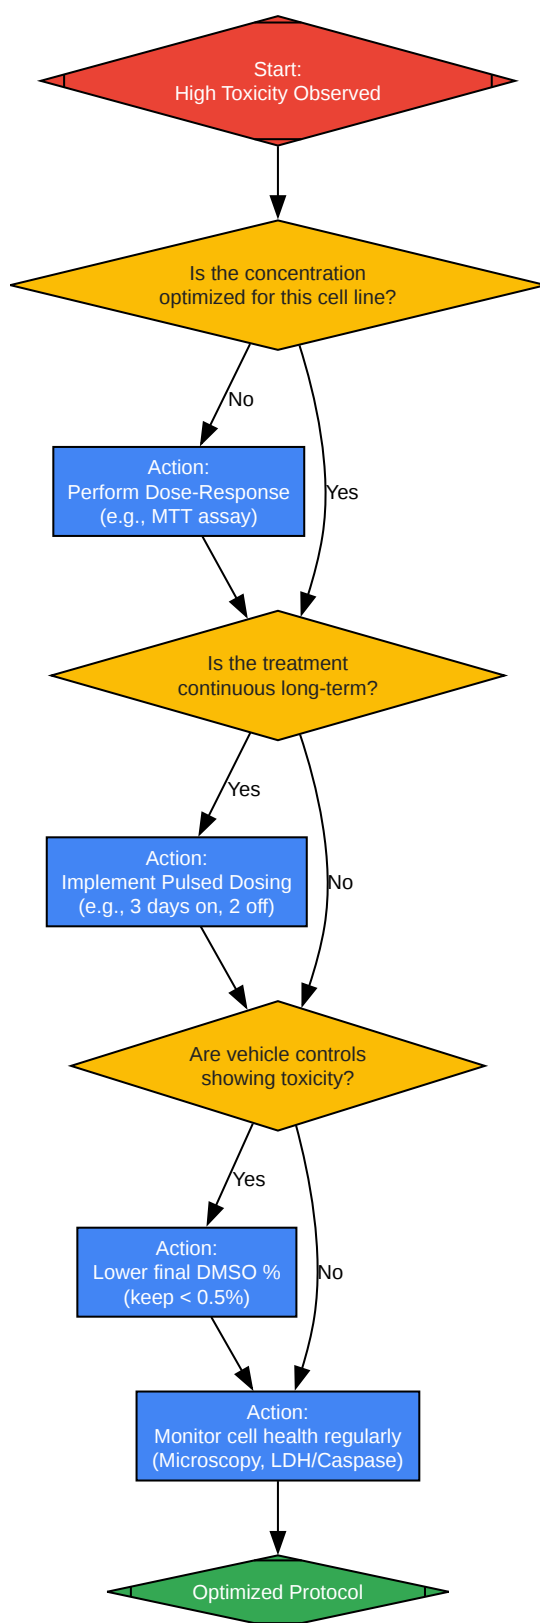 Start:
High Toxicity Observed
Is the concentration
optimized for this cell line?
No
Yes
Action:
Perform Dose-Response
(e.g., MTT assay)
Is the treatment
continuous long-term?
Yes
No
Action:
Implement Pulsed Dosing
(e.g., 3 days on, 2 off)
Are vehicle controls
showing toxicity?
Yes
No
Action:
Lower final DMSO %
(keep < 0.5%)
Action:
Monitor cell health regularly
(Microscopy, LDH/Caspase)
Optimized Protocol